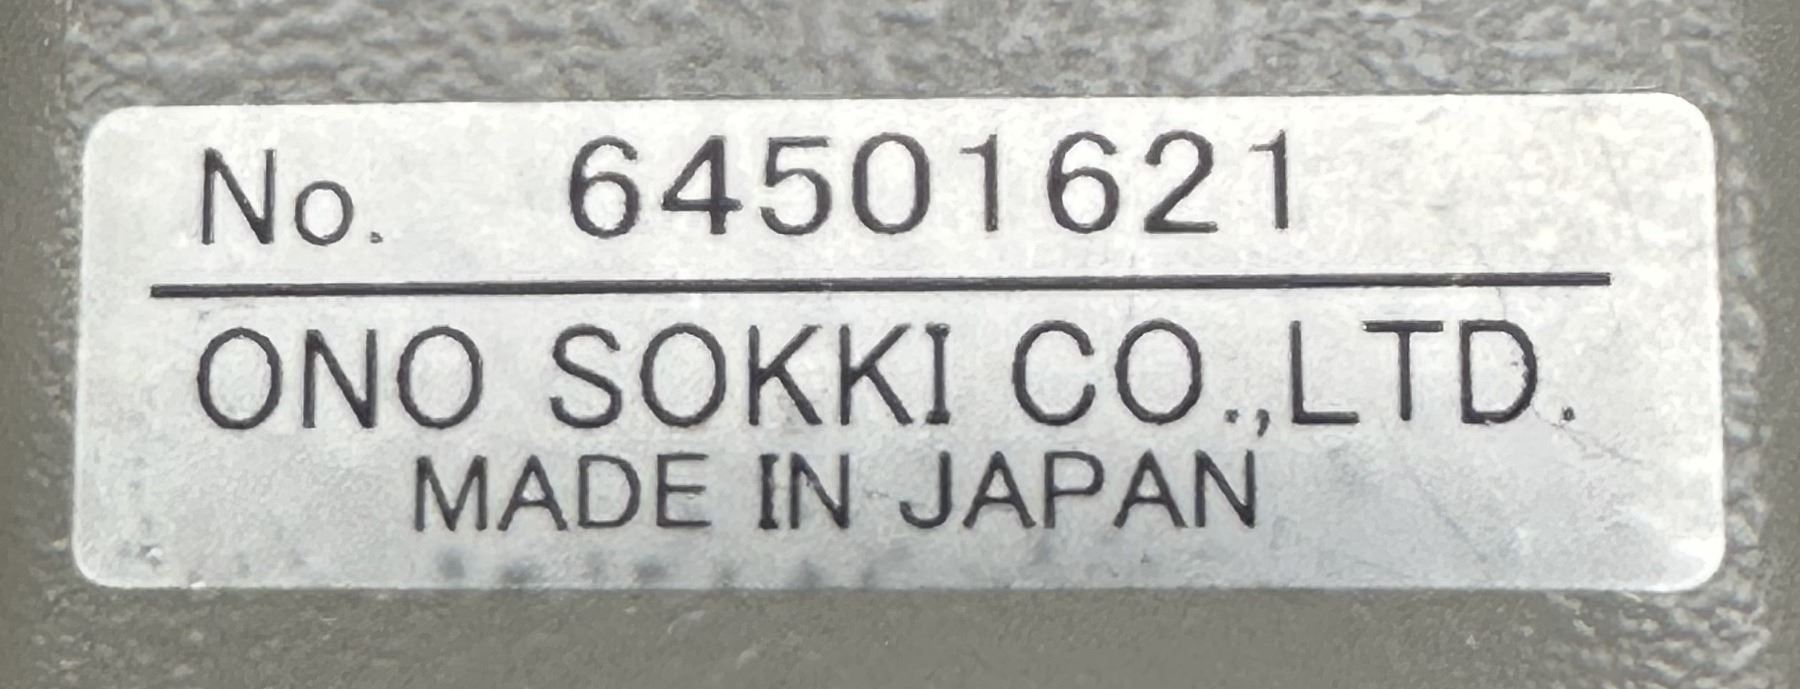 No. 64501621
ONO SOKKI CO.,LTD.
MADE IN JAPAN